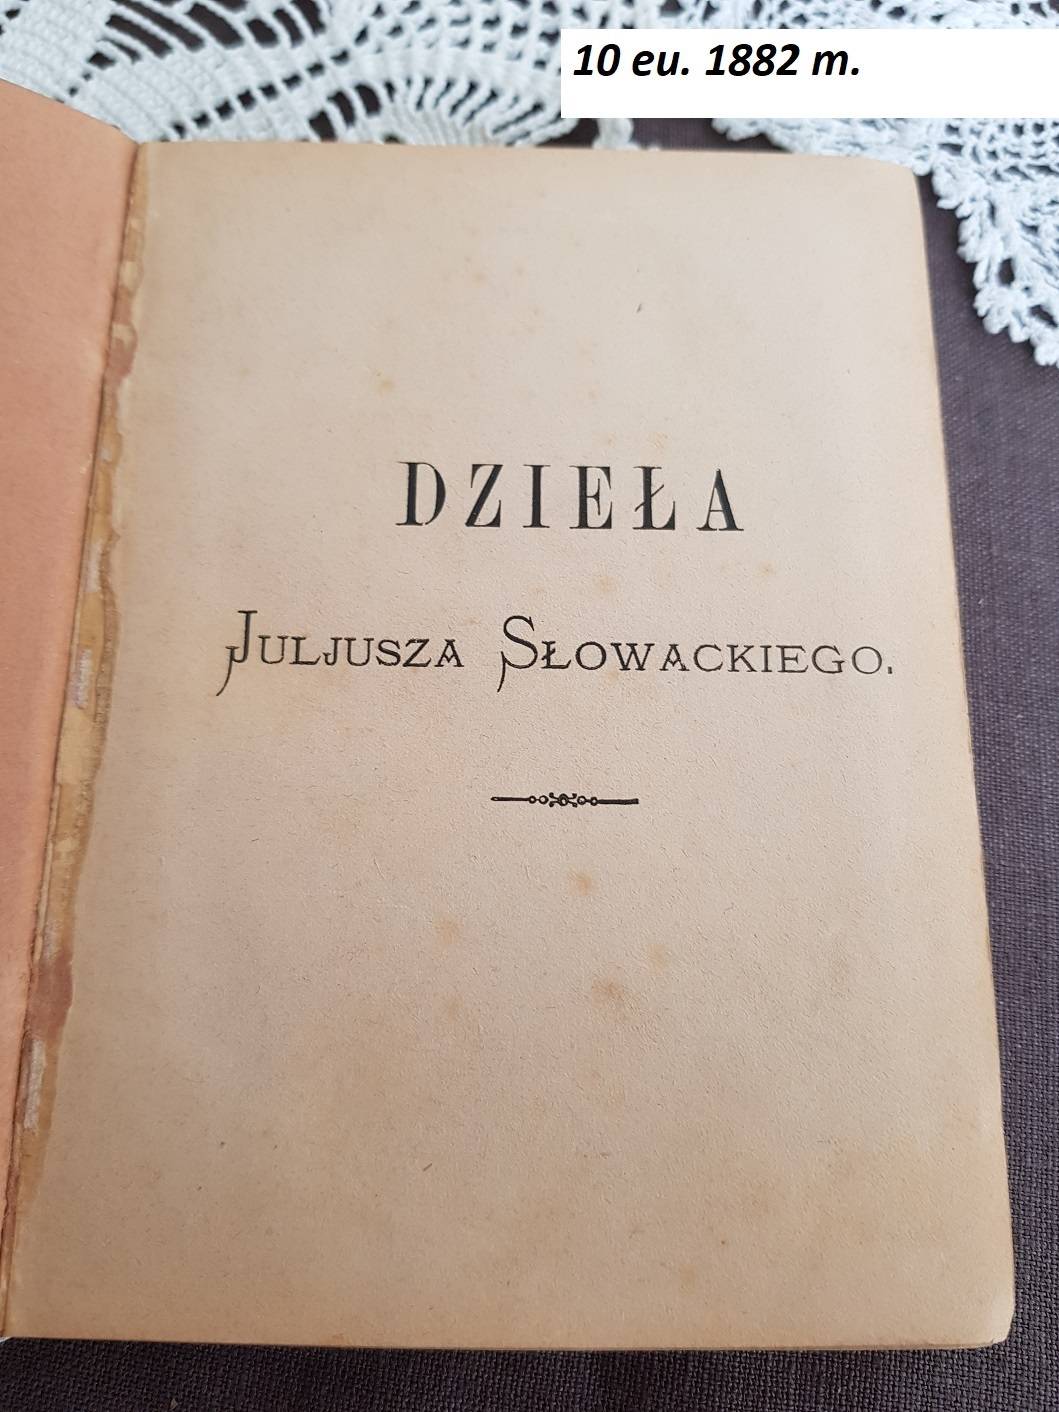 10 eu. 1882 m.
DZIEŁA
JULJUSZA SŁOWACKIEGO.